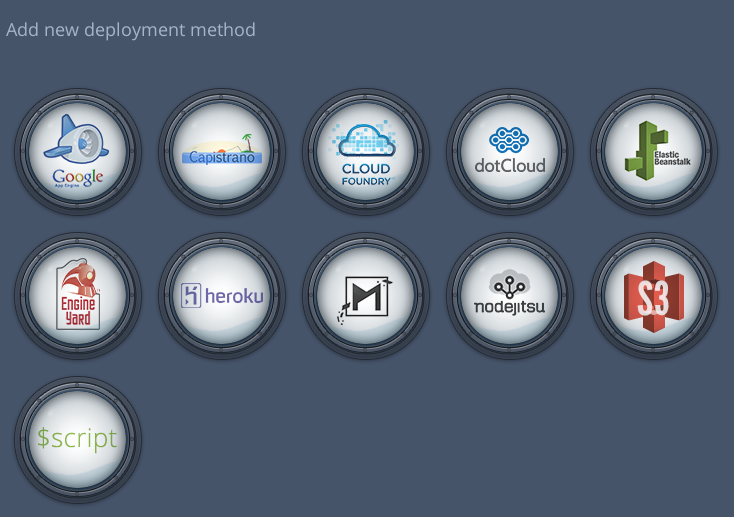 Add new deployment method
Google
App Engine
Capistrano
CLOUD
FOUNDRY
dotCloud
Elastic
Beanstalk
ENGINE
YARD
heroku
M
nodejitsu
S3
$script